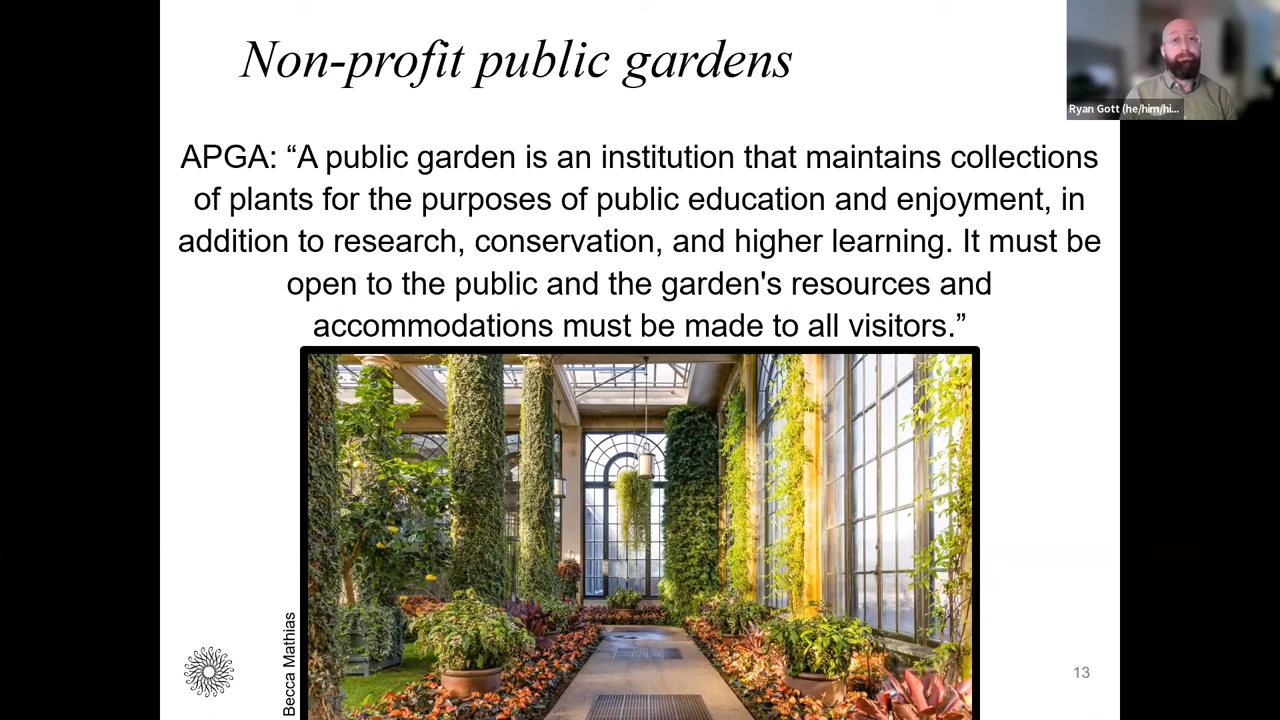 Non-profit public gardens
Ryan Gott (he/him/hi...
APGA: “A public garden is an institution that maintains collections
of plants for the purposes of public education and enjoyment, in
addition to research, conservation, and higher learning. It must be
open to the public and the garden's resources and
accommodations must be made to all visitors.”
Becca Mathias
13